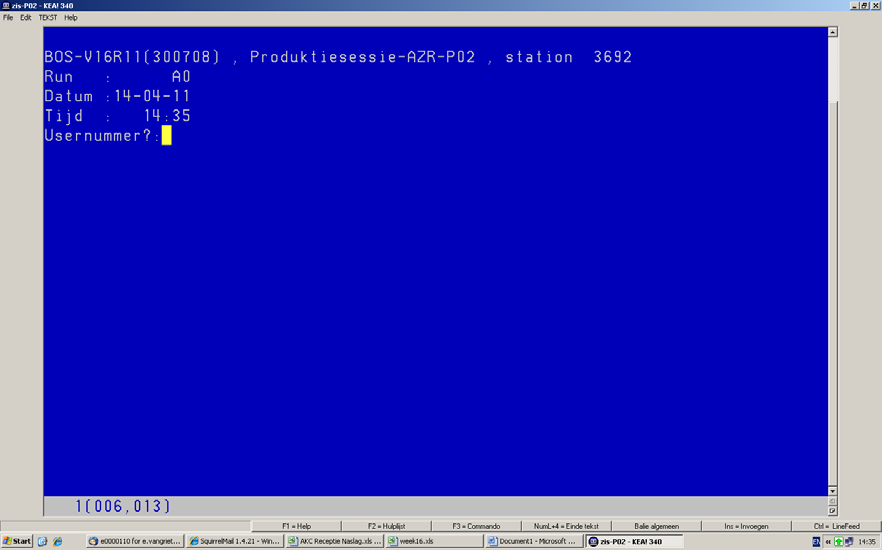 zis-P02 - KEA! 340
File Edit TEKST Help
BOS-V16R11(300708) , Produktiesessie-AZR-P02 , station 3692
Run : A0
Datum :14-04-11
Tijd : 14:35
Usernummer?:
1(006,013)
F1 = Help F2 = Hulplijst F3 = Commando NumL+4 = Einde tekst Balie algemeen Ins = Invoegen Ctrl + LineFeed
Start e0000110 for e.vangriet... SquirrelMail 1.4.21 - Win... AKC Receptie Naslag.xls ... week16.xls Document1 - Microsoft ... zis-P02 - KEA! 340 EN 14:35